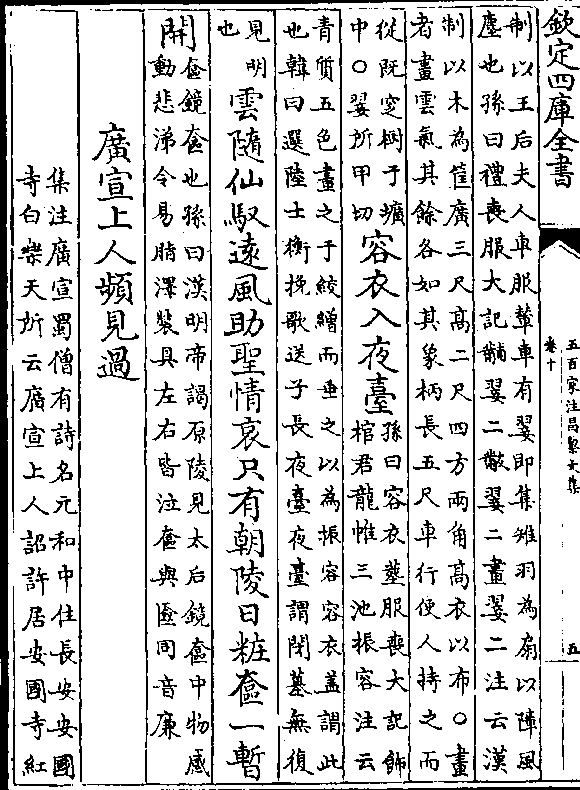 欽定四庫全書
五百家注昌黎文集
卷十
五
制以王后夫人車服輦車有翣即集雉羽為扇以障風
塵也孫曰禮喪服大記黼翣二黻翣二畫翣二注云漢
制以木為筐廣三尺高二尺四方兩角高衣以布○畫
者畫雲氣其餘各如其象柄長五尺車行使人持之而
從既窆樹于壙
中○翣所甲切
容衣入夜臺
孫曰容衣葬服喪大記飾
棺君龍帷三池振容注云
青質五色畫之于絞繒而垂之以為振容容衣盖謂此
也韓曰選陸士衡挽歌送子長夜臺夜臺謂閉墓無復
見明
也
雲隨仙馭遠風助聖情哀只有朝陵日粧奩一暫
開
奩鏡奩也孫曰漢明帝謁原陵見太后鏡奩中物感
動悲涕令易脂澤裝具左右皆泣奩與匳同音廉
廣宣上人頻見過
集注廣宣蜀僧有詩名元和中住長安安國
寺白樂天所云廣宣上人詔許居安國寺紅